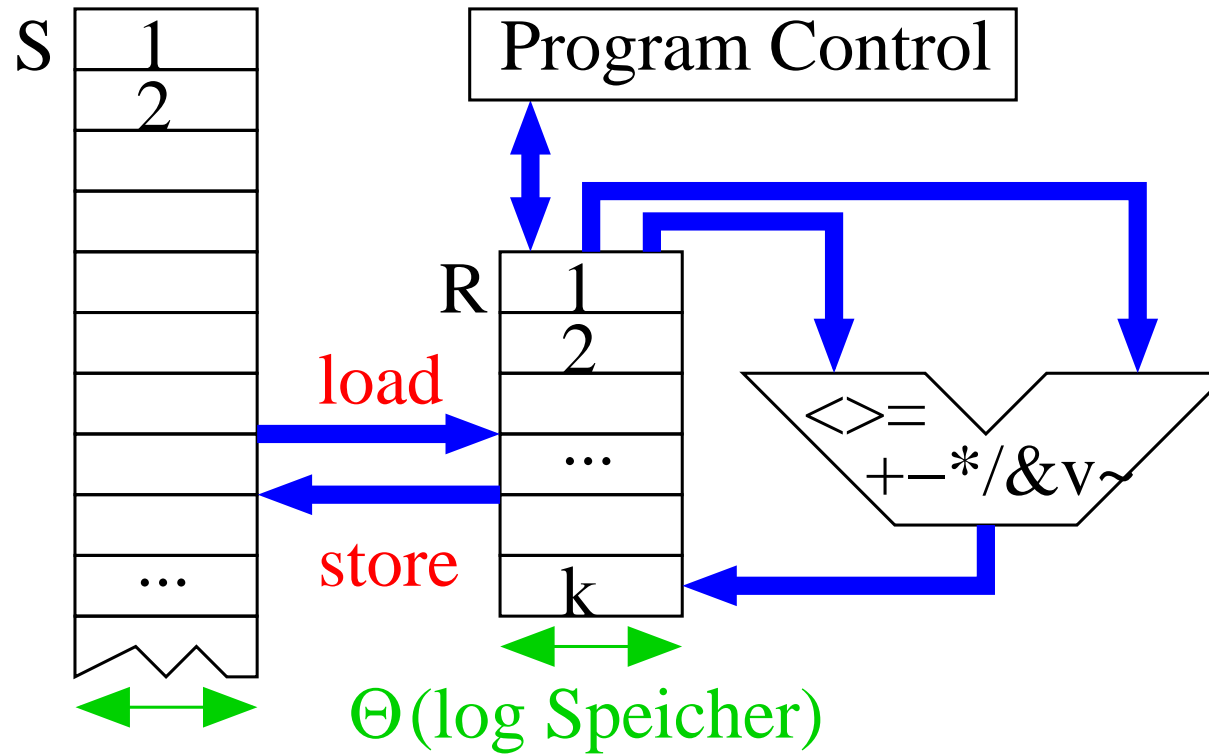 S
1
2
...
Program Control
R
1
2
...
k
load
store
<>=
+−*/&v~
Θ(log Speicher)